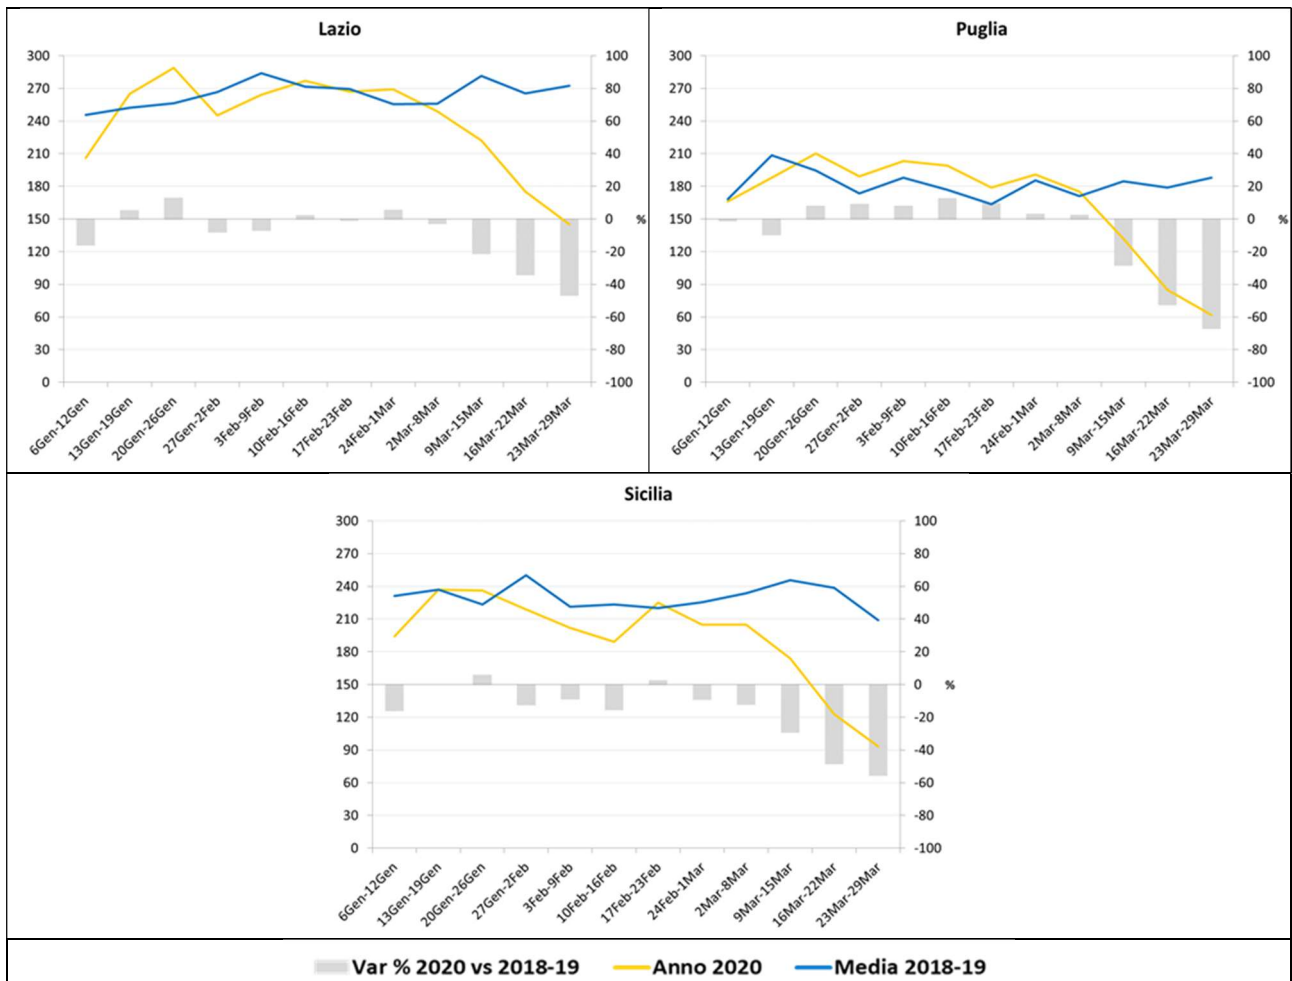 Lazio
300
270
240
210
180
150
120
90
60
30
0
100
80
60
40
20
0
-20
-40
-60
-80
-100
%
6Gen-12Gen
13Gen-19Gen
20Gen-26Gen
27Gen-2Feb
3Feb-9Feb
10Feb-16Feb
17Feb-23Feb
24Feb-1Mar
2Mar-8Mar
9Mar-15Mar
16Mar-22Mar
23Mar-29Mar
Puglia
300
270
240
210
180
150
120
90
60
30
0
100
80
60
40
20
0
-20
-40
-60
-80
-100
%
6Gen-12Gen
13Gen-19Gen
20Gen-26Gen
27Gen-2Feb
3Feb-9Feb
10Feb-16Feb
17Feb-23Feb
24Feb-1Mar
2Mar-8Mar
9Mar-15Mar
16Mar-22Mar
23Mar-29Mar
Sicilia
300
270
240
210
180
150
120
90
60
30
0
100
80
60
40
20
0
-20
-40
-60
-80
-100
%
6Gen-12Gen
13Gen-19Gen
20Gen-26Gen
27Gen-2Feb
3Feb-9Feb
10Feb-16Feb
17Feb-23Feb
24Feb-1Mar
2Mar-8Mar
9Mar-15Mar
16Mar-22Mar
23Mar-29Mar
Var % 2020 vs 2018-19 Anno 2020 Media 2018-19